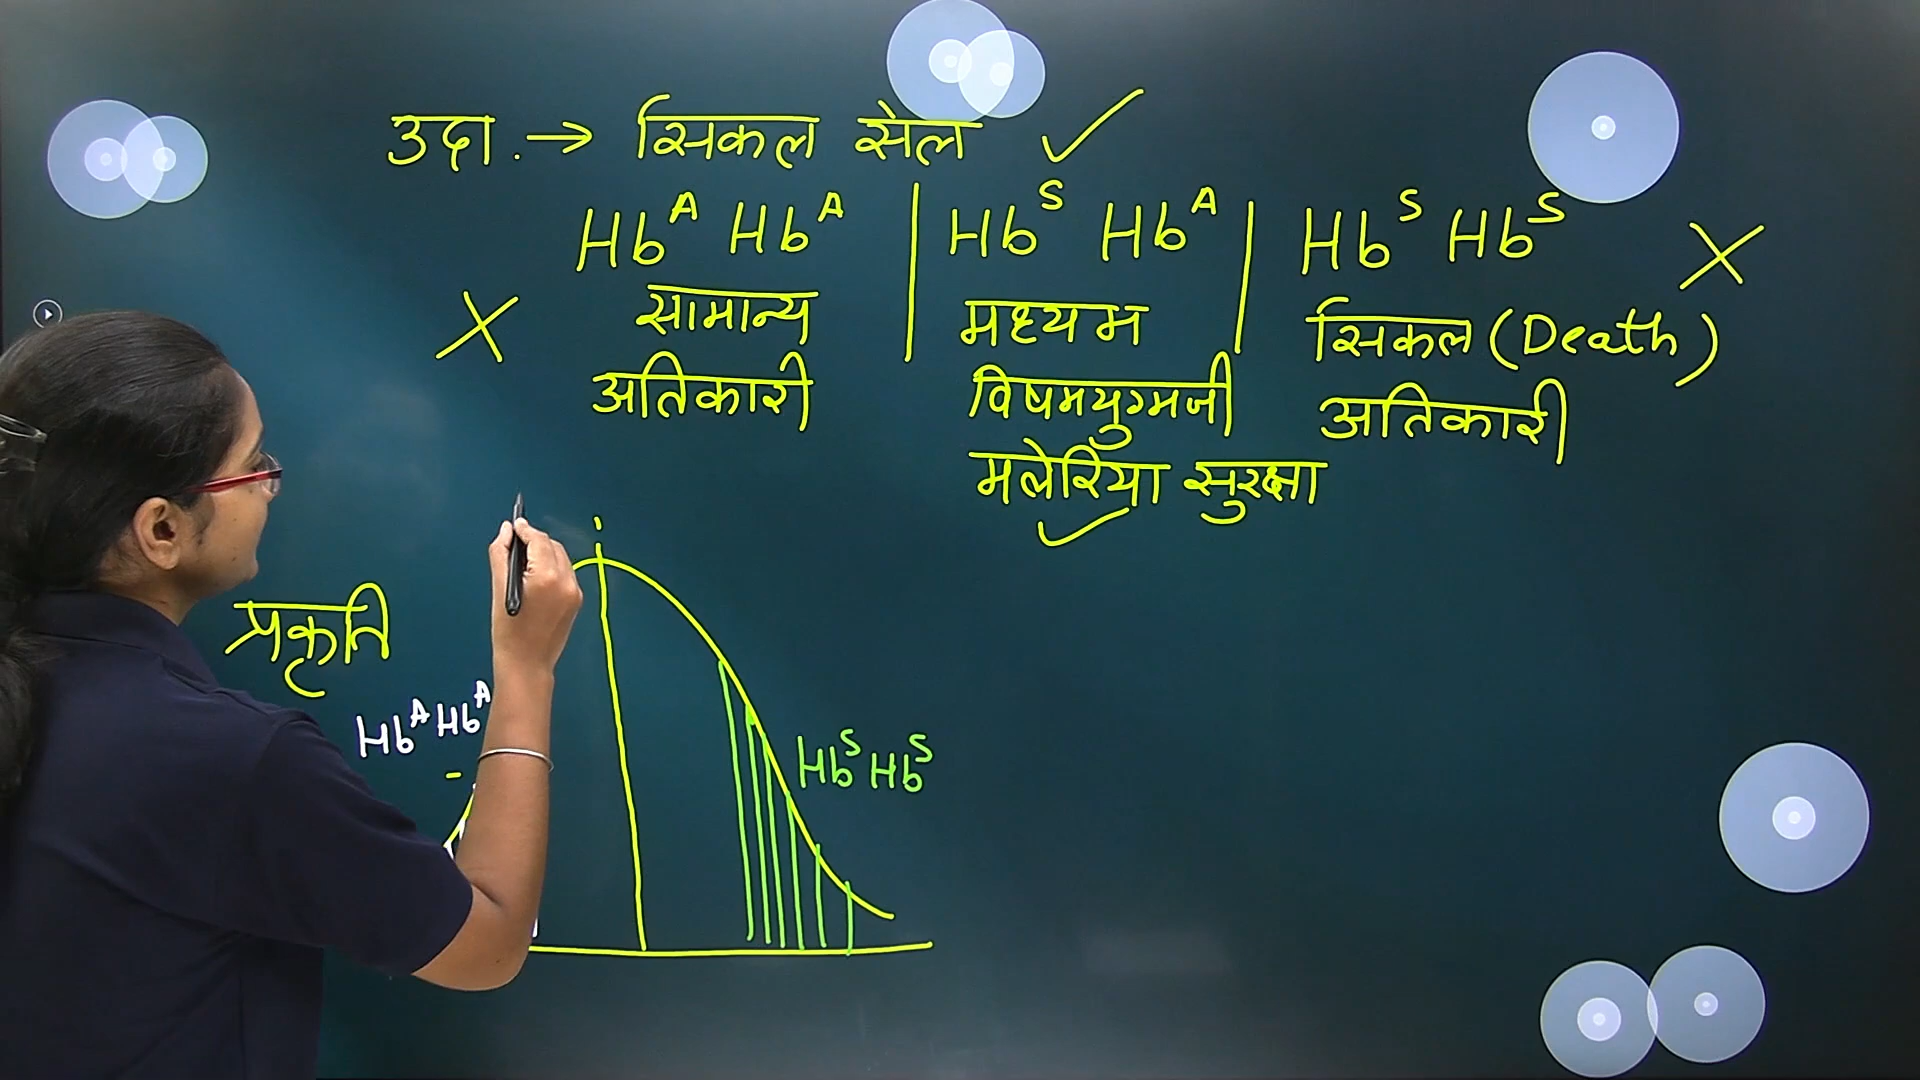 उदा. → सिकल सेल ✓
Hb^A Hb^A | Hb^S Hb^A | Hb^S Hb^S ✗
✗ सामान्य | मध्यम | सिकल (Death)
अतिकारी विषमयुग्मजी अतिकारी
मलेरिया सुरक्षा
प्रकृति
Hb^A Hb^A
Hb^S Hb^S